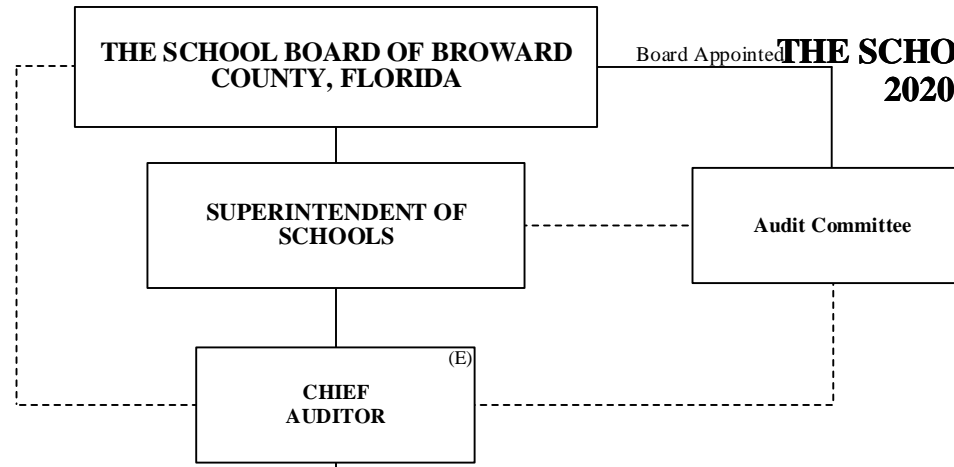 THE SCHOOL BOARD OF BROWARD
COUNTY, FLORIDA
Board Appointed
THE SCHO
2020
SUPERINTENDENT OF
SCHOOLS
Audit Committee
(E)
CHIEF
AUDITOR